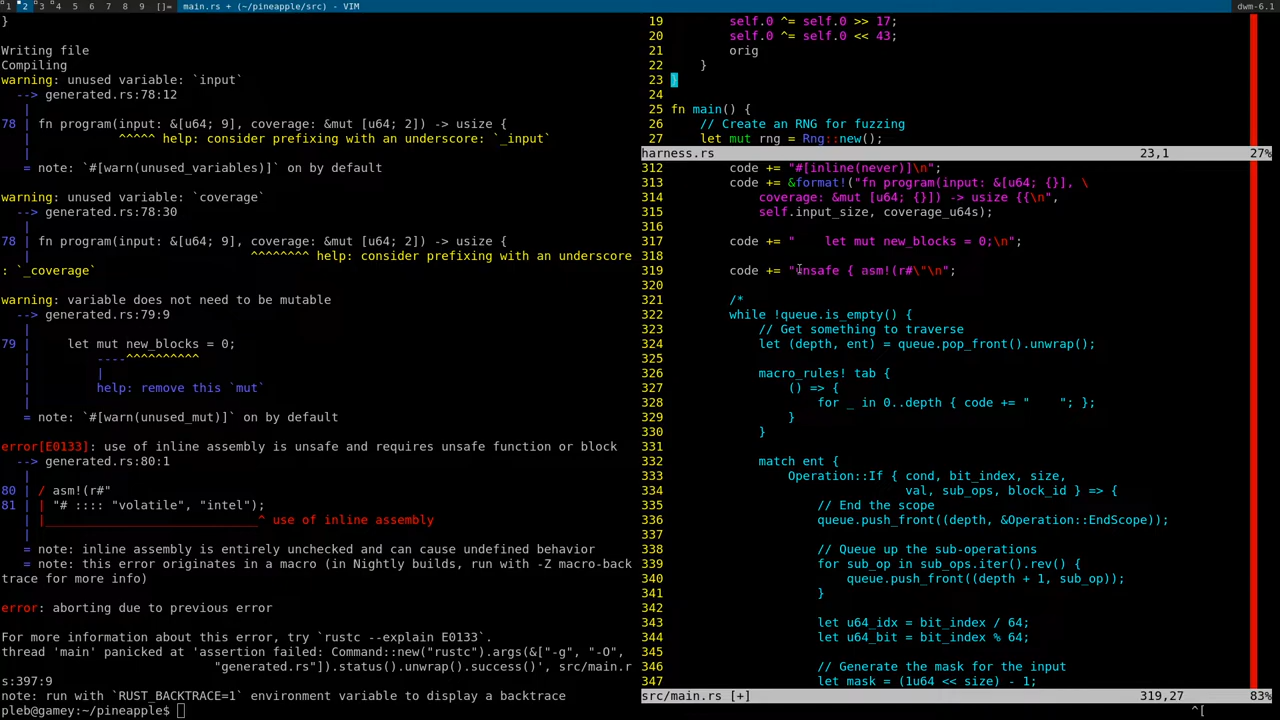 1 2 3 4 5 6 7 8 9 []= main.rs + (~/pineapple/src) - VIM dwm-6.1
}
Writing file
Compiling
warning: unused variable: `input`
--> generated.rs:78:12
|
78 | fn program(input: &[u64; 9], coverage: &mut [u64; 2]) -> usize {
| ^^^^^ help: consider prefixing with an underscore: `_input`
|
= note: `#[warn(unused_variables)]` on by default
warning: unused variable: `coverage`
--> generated.rs:78:30
|
78 | fn program(input: &[u64; 9], coverage: &mut [u64; 2]) -> usize {
| ^^^^^^^^ help: consider prefixing with an underscore
: `_coverage`
warning: variable does not need to be mutable
--> generated.rs:79:9
|
79 | let mut new_blocks = 0;
| ----^^^^^^^^^^
| |
| help: remove this `mut`
|
= note: `#[warn(unused_mut)]` on by default
error[E0133]: use of inline assembly is unsafe and requires unsafe function or block
--> generated.rs:80:1
|
80 | / asm!(r#"
81 | | "# :::: "volatile", "intel");
| |____________________________^ use of inline assembly
|
= note: inline assembly is entirely unchecked and can cause undefined behavior
= note: this error originates in a macro (in Nightly builds, run with -Z macro-back
trace for more info)
error: aborting due to previous error
For more information about this error, try `rustc --explain E0133`.
thread 'main' panicked at 'assertion failed: Command::new("rustc").args(&["-g", "-O",
"generated.rs"]).status().unwrap().success()', src/main.r
s:397:9
note: run with `RUST_BACKTRACE=1` environment variable to display a backtrace
pleb@gamey:~/pineapple$
19 self.0 ^= self.0 >> 17;
20 self.0 ^= self.0 << 43;
21 orig
22 }
23 }
24
25 fn main() {
26 // Create an RNG for fuzzing
27 let mut rng = Rng::new();
harness.rs 23,1 27%
312 code += "#[inline(never)]\n";
313 code += &format!("fn program(input: &[u64; {}], \
314 coverage: &mut [u64; {}]) -> usize {{\n",
315 self.input_size, coverage_u64s);
316
317 code += "    let mut new_blocks = 0;\n";
318
319 code += "unsafe { asm!(r#\"\n";
320
321 /*
322 while !queue.is_empty() {
323 // Get something to traverse
324 let (depth, ent) = queue.pop_front().unwrap();
325
326 macro_rules! tab {
327 () => {
328 for _ in 0..depth { code += "    "; };
329 }
330 }
331
332 match ent {
333 Operation::If { cond, bit_index, size,
334 val, sub_ops, block_id } => {
335 // End the scope
336 queue.push_front((depth, &Operation::EndScope));
337
338 // Queue up the sub-operations
339 for sub_op in sub_ops.iter().rev() {
340 queue.push_front((depth + 1, sub_op));
341 }
342
343 let u64_idx = bit_index / 64;
344 let u64_bit = bit_index % 64;
345
346 // Generate the mask for the input
347 let mask = (1u64 << size) - 1;
src/main.rs [+] 319,27 83%
^[